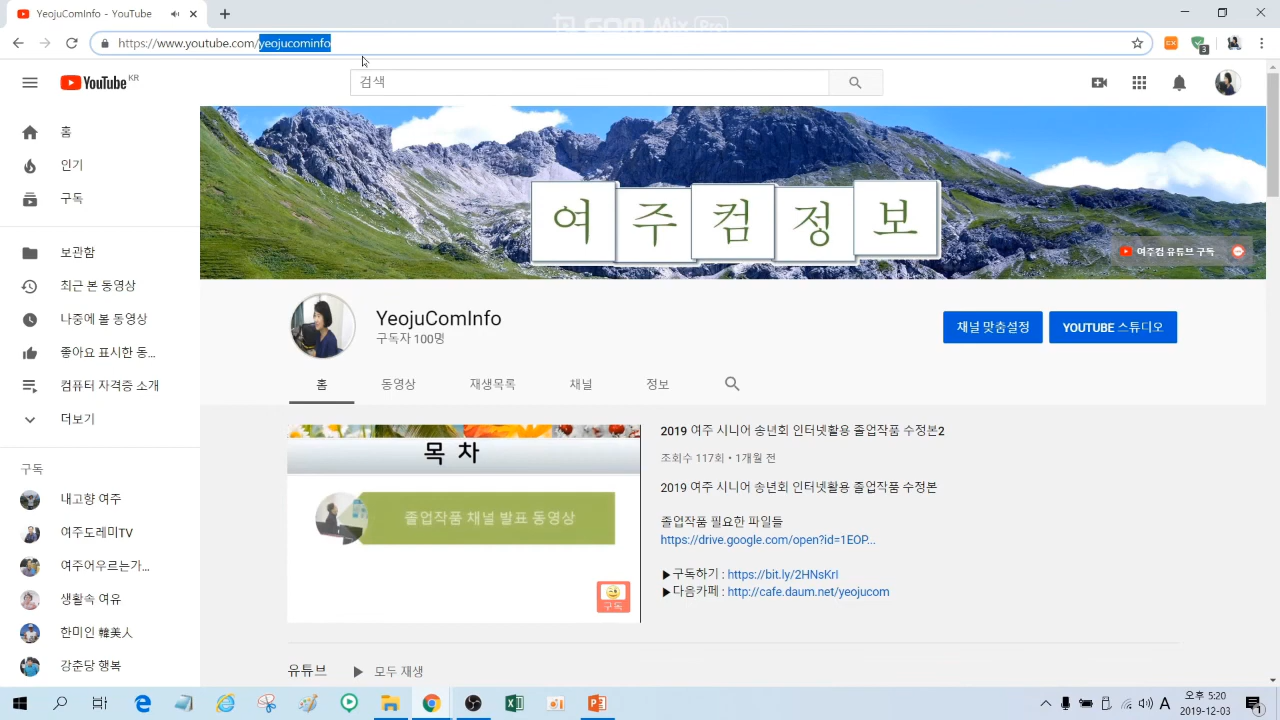 YeojuComInfo - YouTube
GOM Mix Pro
https://www.youtube.com/yeojucominfo
YouTube KR
검색
홈
인기
구독
보관함
최근 본 동영상
나중에 볼 동영상
좋아요 표시한 동...
컴퓨터 자격증 소개
더보기
구독
내고향 여주
여주도레미TV
여주어우르는가...
생활속 여유
한미인 韓美人
강춘당 행복
여주컴정보
여주컴 유튜브 구독
YeojuComInfo
구독자 100명
채널 맞춤설정
YOUTUBE 스튜디오
홈 동영상 재생목록 채널 정보
목 차
졸업작품 채널 발표 동영상
구독
2019 여주 시니어 송년회 인터넷활용 졸업작품 수정본2
조회수 117회 • 1개월 전
2019 여주 시니어 송년회 인터넷활용 졸업작품 수정본
졸업작품 필요한 파일들
https://drive.google.com/open?id=1EOP...
▶구독하기 : https://bit.ly/2HNsKrI
▶다음카페 : http://cafe.daum.net/yeojucom
유튜브 ▶ 모두 재생
A
오후 5:20
2019-12-03